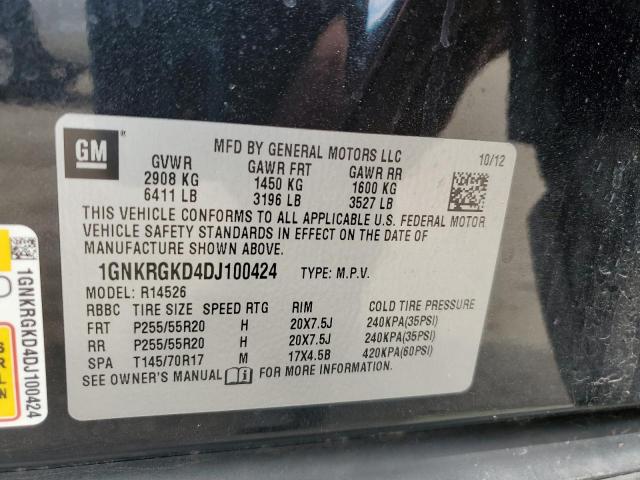 GM
MFD BY GENERAL MOTORS LLC
10/12
GVWR GAWR FRT GAWR RR
2908 KG 1450 KG 1600 KG
6411 LB 3196 LB 3527 LB
THIS VEHICLE CONFORMS TO ALL APPLICABLE U.S. FEDERAL MOTOR
VEHICLE SAFETY STANDARDS IN EFFECT ON THE DATE OF
MANUFACTURE SHOWN ABOVE.
1GNKRGKD4DJ100424 TYPE: M.P.V.
MODEL: R14526
RBBC TIRE SIZE SPEED RTG RIM COLD TIRE PRESSURE
FRT P255/55R20 H 20X7.5J 240KPA(35PSI)
RR P255/55R20 H 20X7.5J 240KPA(35PSI)
SPA T145/70R17 M 17X4.5B 420KPA(60PSI)
SEE OWNER'S MANUAL FOR MORE INFORMATION.
1GNKRGKD4DJ100424